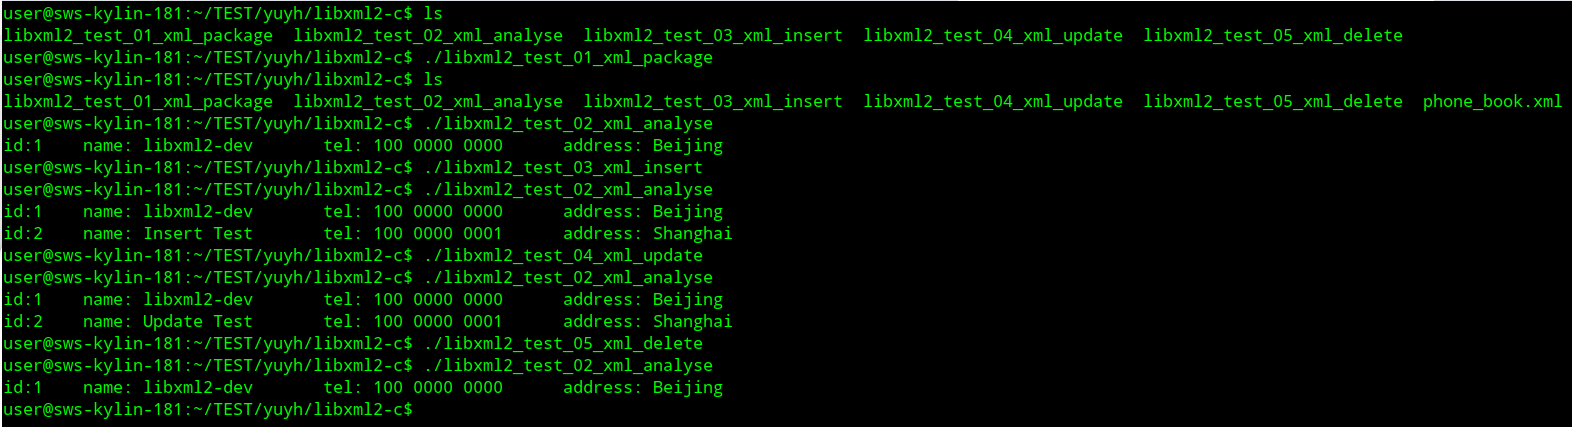 user@sws-kylin-181:~/TEST/yuyh/libxml2-c$ ls
libxml2_test_01_xml_package  libxml2_test_02_xml_analyse  libxml2_test_03_xml_insert  libxml2_test_04_xml_update  libxml2_test_05_xml_delete
user@sws-kylin-181:~/TEST/yuyh/libxml2-c$ ./libxml2_test_01_xml_package
user@sws-kylin-181:~/TEST/yuyh/libxml2-c$ ls
libxml2_test_01_xml_package  libxml2_test_02_xml_analyse  libxml2_test_03_xml_insert  libxml2_test_04_xml_update  libxml2_test_05_xml_delete  phone_book.xml
user@sws-kylin-181:~/TEST/yuyh/libxml2-c$ ./libxml2_test_02_xml_analyse
id:1    name: libxml2-dev       tel: 100 0000 0000      address: Beijing
user@sws-kylin-181:~/TEST/yuyh/libxml2-c$ ./libxml2_test_03_xml_insert
user@sws-kylin-181:~/TEST/yuyh/libxml2-c$ ./libxml2_test_02_xml_analyse
id:1    name: libxml2-dev       tel: 100 0000 0000      address: Beijing
id:2    name: Insert Test       tel: 100 0000 0001      address: Shanghai
user@sws-kylin-181:~/TEST/yuyh/libxml2-c$ ./libxml2_test_04_xml_update
user@sws-kylin-181:~/TEST/yuyh/libxml2-c$ ./libxml2_test_02_xml_analyse
id:1    name: libxml2-dev       tel: 100 0000 0000      address: Beijing
id:2    name: Update Test       tel: 100 0000 0001      address: Shanghai
user@sws-kylin-181:~/TEST/yuyh/libxml2-c$ ./libxml2_test_05_xml_delete
user@sws-kylin-181:~/TEST/yuyh/libxml2-c$ ./libxml2_test_02_xml_analyse
id:1    name: libxml2-dev       tel: 100 0000 0000      address: Beijing
user@sws-kylin-181:~/TEST/yuyh/libxml2-c$